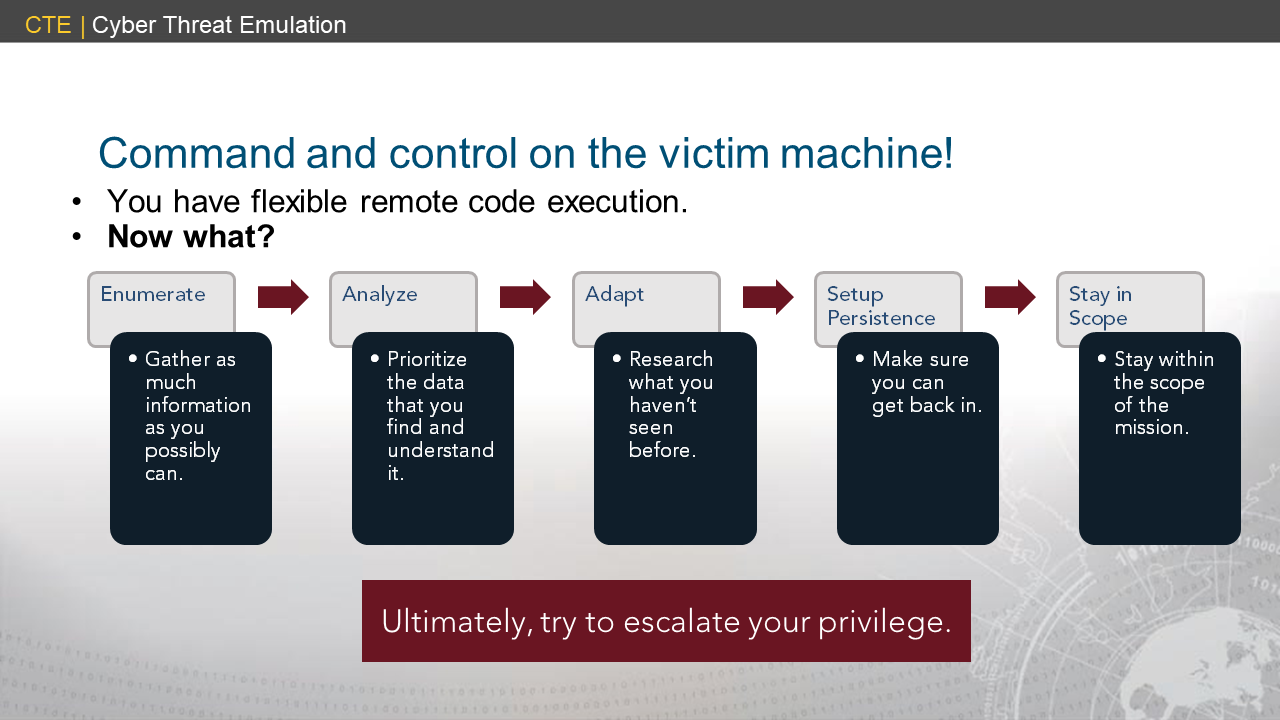 CTE | Cyber Threat Emulation
Command and control on the victim machine!
• You have flexible remote code execution.
• Now what?
Enumerate
• Gather as
much
information
as you
possibly
can.
Analyze
• Prioritize
the data
that you
find and
understand
it.
Adapt
• Research
what you
haven’t
seen
before.
Setup
Persistence
• Make sure
you can
get back in.
Stay in
Scope
• Stay within
the scope
of the
mission.
Ultimately, try to escalate your privilege.